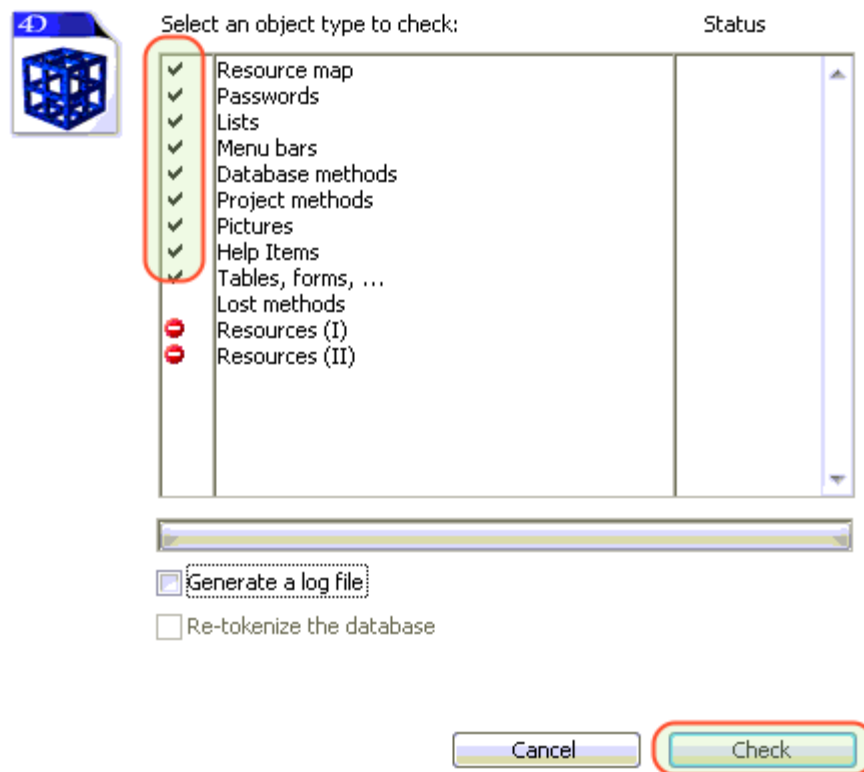 4D
Select an object type to check:
Status
Resource map
Passwords
Lists
Menu bars
Database methods
Project methods
Pictures
Help Items
Tables, forms, ...
Lost methods
Resources (I)
Resources (II)
Generate a log file
Re-tokenize the database
Cancel
Check